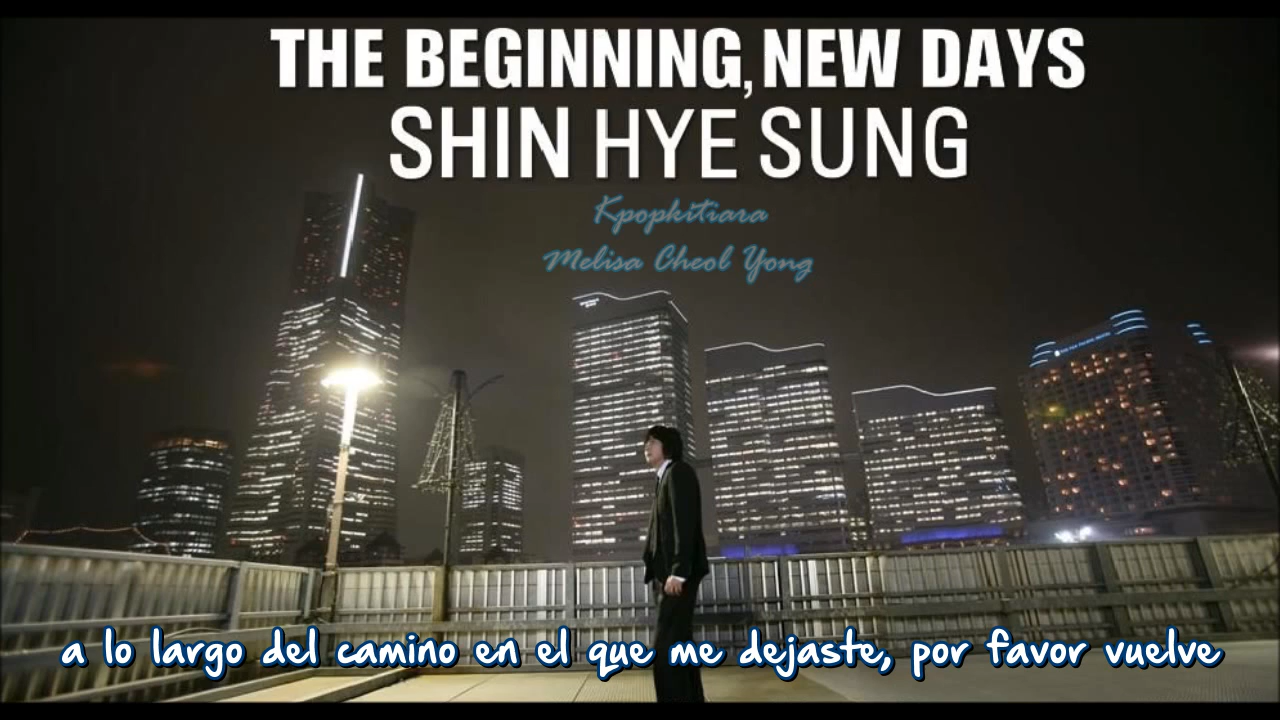 THE BEGINNING, NEW DAYS
SHIN HYE SUNG
Kpopkitiara
Melisa Cheol Yong
a lo largo del camino en el que me dejaste, por favor vuelve